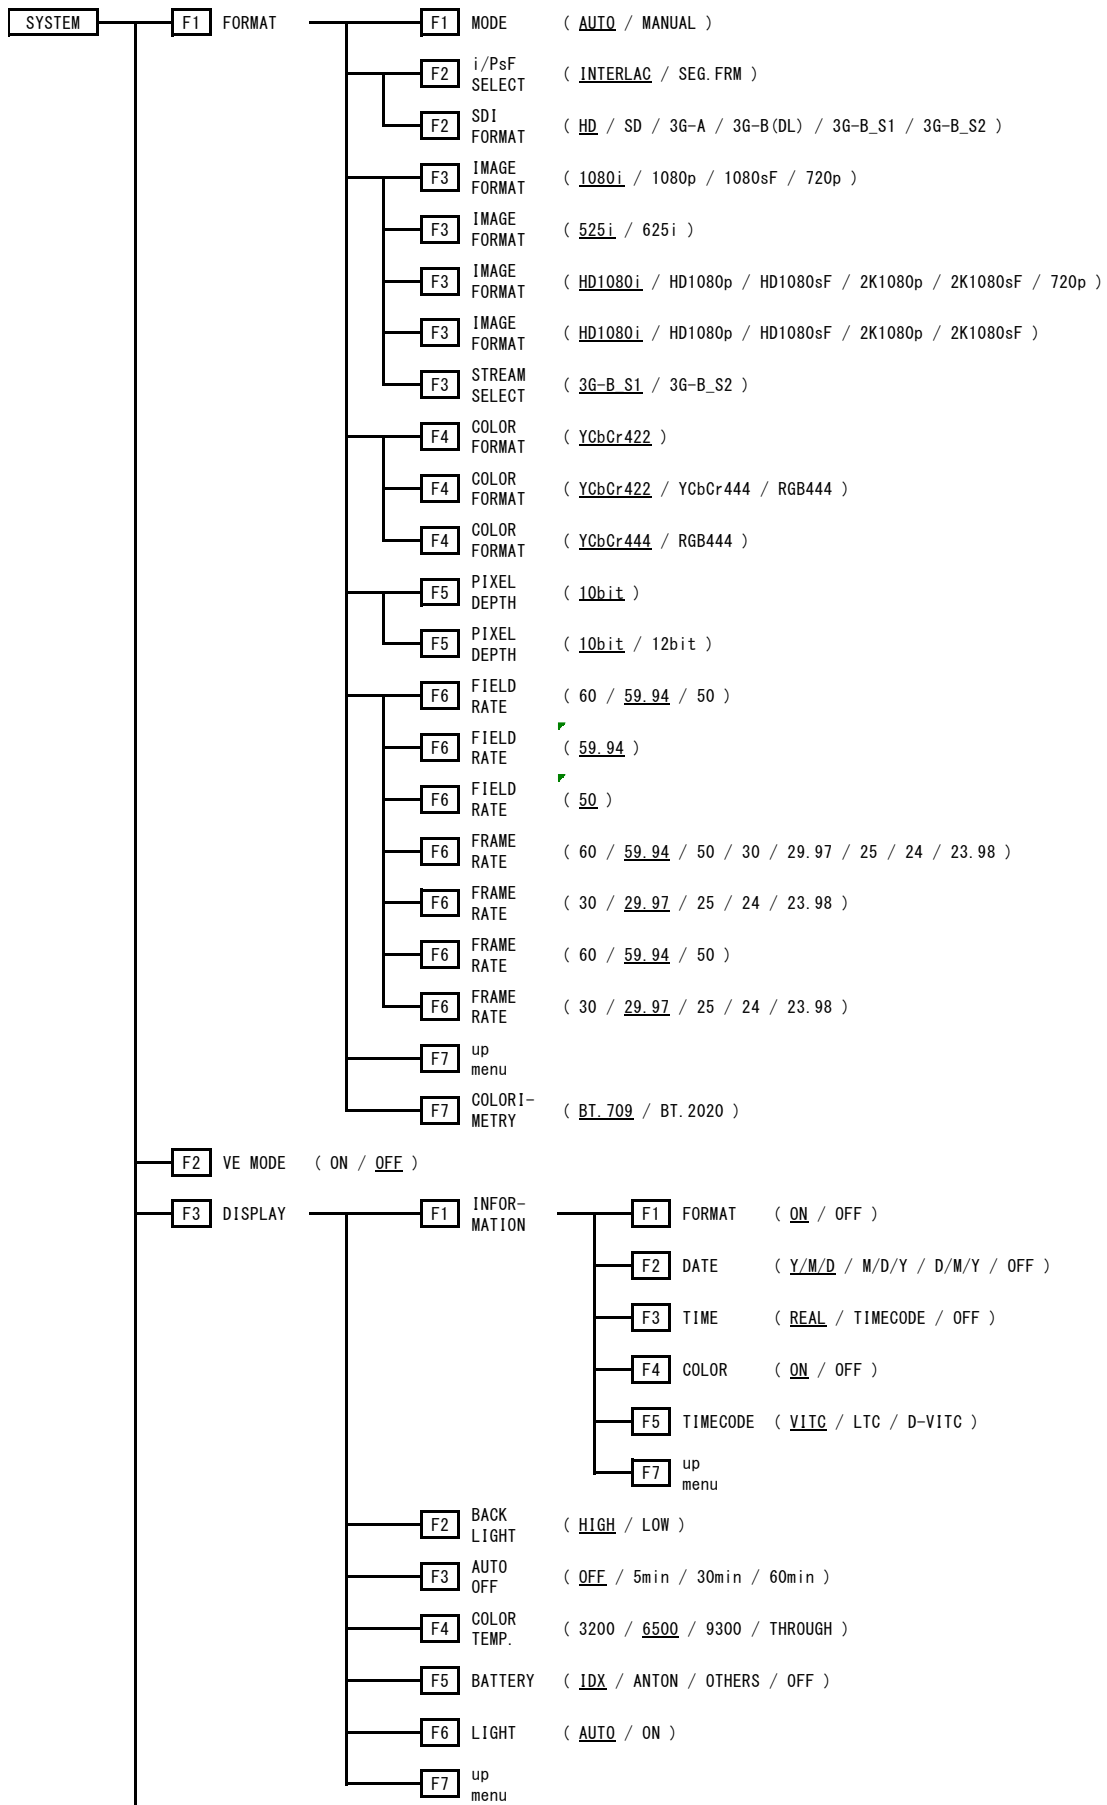 SYSTEM F1 FORMAT F1 MODE ( AUTO / MANUAL )
F2 i/PsF
SELECT ( INTERLAC / SEG.FRM )
F2 SDI
FORMAT ( HD / SD / 3G-A / 3G-B(DL) / 3G-B_S1 / 3G-B_S2 )
F3 IMAGE
FORMAT ( 1080i / 1080p / 1080sF / 720p )
F3 IMAGE
FORMAT ( 525i / 625i )
F3 IMAGE
FORMAT ( HD1080i / HD1080p / HD1080sF / 2K1080p / 2K1080sF / 720p )
F3 IMAGE
FORMAT ( HD1080i / HD1080p / HD1080sF / 2K1080p / 2K1080sF )
F3 STREAM
SELECT ( 3G-B_S1 / 3G-B_S2 )
F4 COLOR
FORMAT ( YCbCr422 )
F4 COLOR
FORMAT ( YCbCr422 / YCbCr444 / RGB444 )
F4 COLOR
FORMAT ( YCbCr444 / RGB444 )
F5 PIXEL
DEPTH ( 10bit )
F5 PIXEL
DEPTH ( 10bit / 12bit )
F6 FIELD
RATE ( 60 / 59.94 / 50 )
F6 FIELD
RATE ( 59.94 )
F6 FIELD
RATE ( 50 )
F6 FRAME
RATE ( 60 / 59.94 / 50 / 30 / 29.97 / 25 / 24 / 23.98 )
F6 FRAME
RATE ( 30 / 29.97 / 25 / 24 / 23.98 )
F6 FRAME
RATE ( 60 / 59.94 / 50 )
F6 FRAME
RATE ( 30 / 29.97 / 25 / 24 / 23.98 )
F7 up
menu
F7 COLORI-
METRY ( BT.709 / BT.2020 )
F2 VE MODE ( ON / OFF )
F3 DISPLAY F1 INFOR-
MATION F1 FORMAT ( ON / OFF )
F2 DATE ( Y/M/D / M/D/Y / D/M/Y / OFF )
F3 TIME ( REAL / TIMECODE / OFF )
F4 COLOR ( ON / OFF )
F5 TIMECODE ( VITC / LTC / D-VITC )
F7 up
menu
F2 BACK
LIGHT ( HIGH / LOW )
F3 AUTO
OFF ( OFF / 5min / 30min / 60min )
F4 COLOR
TEMP. ( 3200 / 6500 / 9300 / THROUGH )
F5 BATTERY ( IDX / ANTON / OTHERS / OFF )
F6 LIGHT ( AUTO / ON )
F7 up
menu